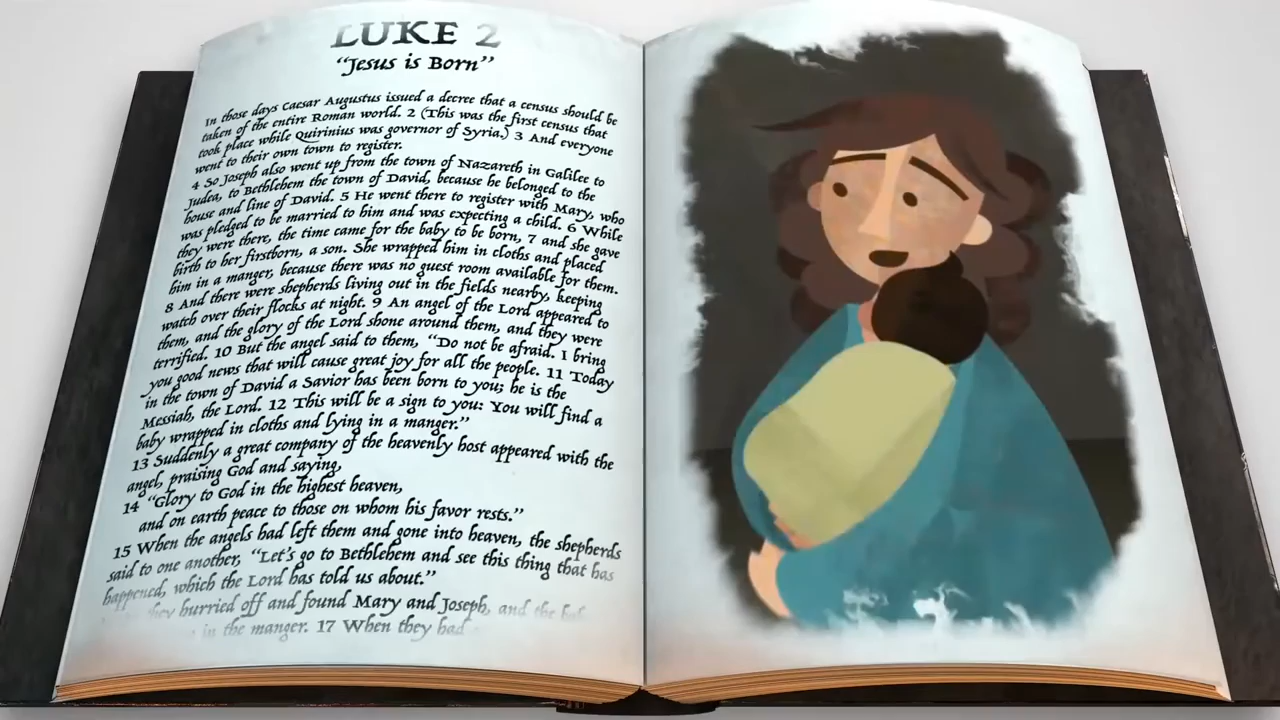 LUKE 2
“Jesus is Born”
In those days Caesar Augustus issued a decree that a census should be
taken of the entire Roman world. 2 (This was the first census that
took place while Quirinius was governor of Syria.) 3 And everyone
went to their own town to register.
4 So Joseph also went up from the town of Nazareth in Galilee to
Judea, to Bethlehem the town of David, because he belonged to the
house and line of David. 5 He went there to register with Mary, who
was pledged to be married to him and was expecting a child. 6 While
they were there, the time came for the baby to be born, 7 and she gave
birth to her firstborn, a son. She wrapped him in cloths and placed
him in a manger, because there was no guest room available for them.
8 And there were shepherds living out in the fields nearby, keeping
watch over their flocks at night. 9 An angel of the Lord appeared to
them, and the glory of the Lord shone around them, and they were
terrified. 10 But the angel said to them, “Do not be afraid. I bring
you good news that will cause great joy for all the people. 11 Today
in the town of David a Savior has been born to you; he is the
Messiah, the Lord. 12 This will be a sign to you: You will find a
baby wrapped in cloths and lying in a manger.”
13 Suddenly a great company of the heavenly host appeared with the
angel, praising God and saying,
14 “Glory to God in the highest heaven,
and on earth peace to those on whom his favor rests.”
15 When the angels had left them and gone into heaven, the shepherds
said to one another, “Let’s go to Bethlehem and see this thing that has
happened, which the Lord has told us about.”
they hurried off and found Mary and Joseph, and the
in the manger. 17 When they had